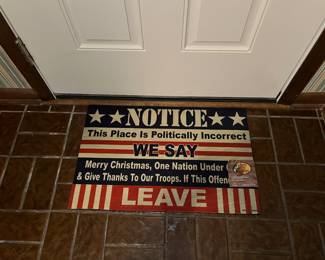 NOTICE
This Place Is Politically Incorrect
WE SAY
Merry Christmas, One Nation Under
& Give Thanks To Our Troops. If This
LEAVE